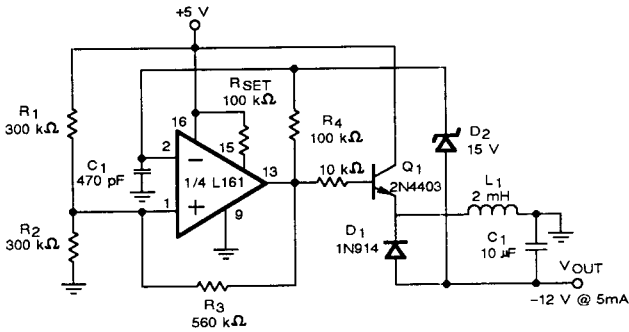 +5 V
R1
300 kΩ
16
RSET
100 kΩ
R4
100 kΩ
D2
15 V
2
15
C1
470 pF
1/4 L161
13
10 kΩ
Q1
2N4403
L1
2 mH
1
9
R2
300 kΩ
D1
1N914
C1
10 µF
VOUT
-12 V @ 5mA
R3
560 kΩ